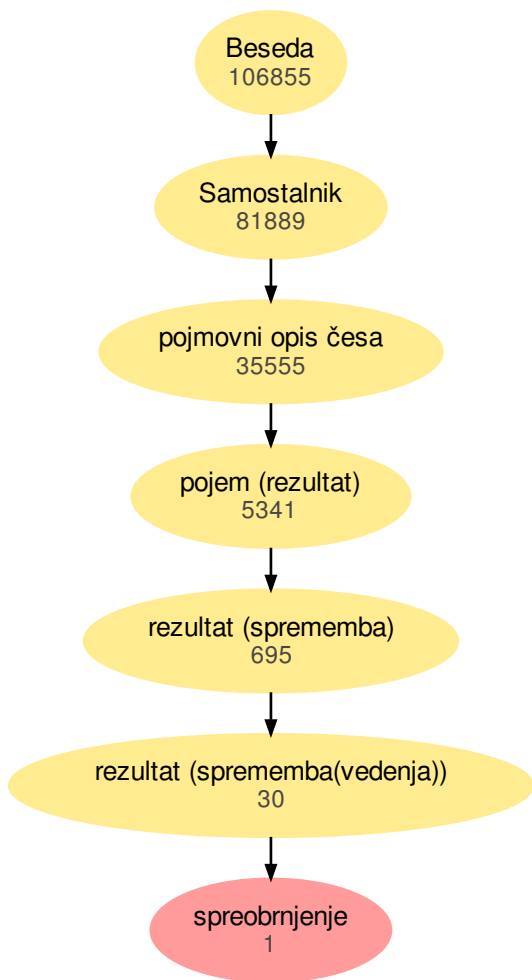 Beseda
106855
Samostalnik
81889
pojmovni opis česa
35555
pojem (rezultat)
5341
rezultat (sprememba)
695
rezultat (sprememba(vedenja))
30
spreobrnjenje
1